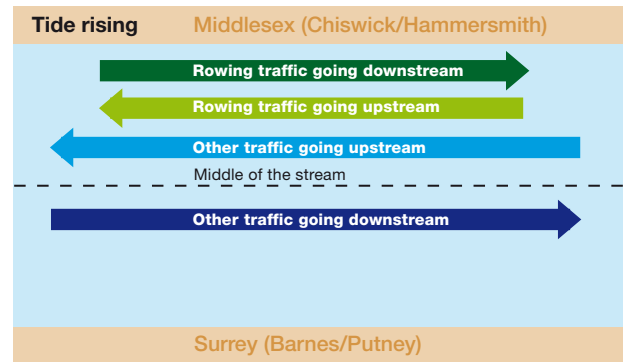 Tide rising Middlesex (Chiswick/Hammersmith)
Rowing traffic going downstream
Rowing traffic going upstream
Other traffic going upstream
Middle of the stream
Other traffic going downstream
Surrey (Barnes/Putney)